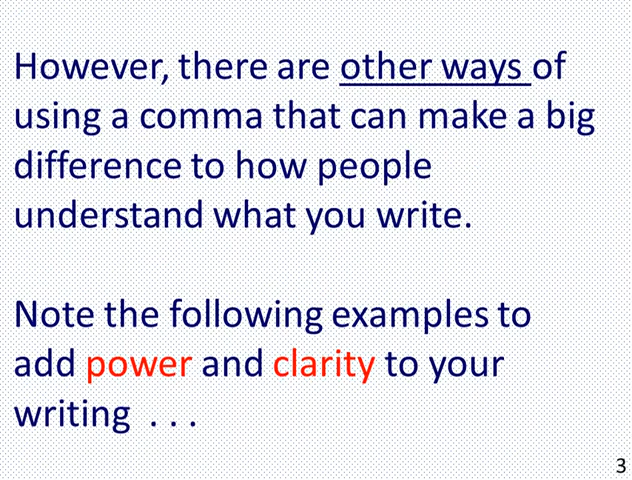 However, there are other ways of
using a comma that can make a big
difference to how people
understand what you write.
Note the following examples to
add power and clarity to your
writing  . . .
3